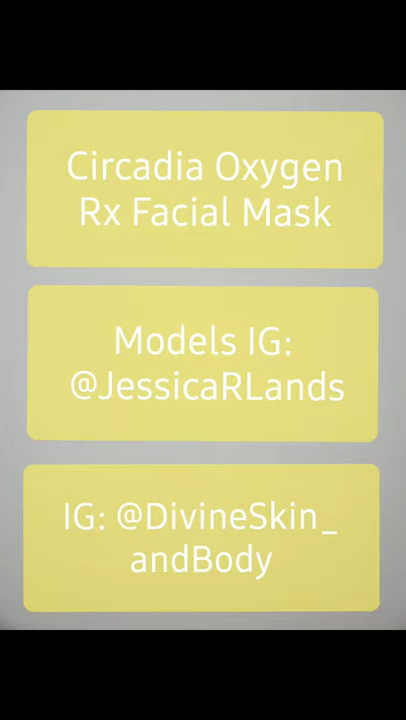 Circadia Oxygen
Rx Facial Mask
Models IG:
@JessicaRLands
IG: @DivineSkin_
andBody